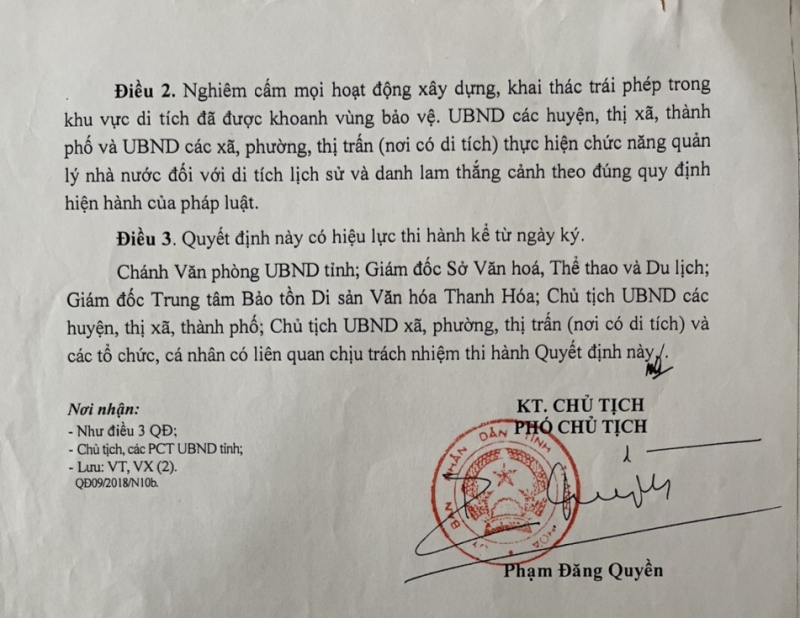 Điều 2. Nghiêm cấm mọi hoạt động xây dựng, khai thác trái phép trong
khu vực di tích đã được khoanh vùng bảo vệ. UBND các huyện, thị xã, thành
phố và UBND các xã, phường, thị trấn (nơi có di tích) thực hiện chức năng quản
lý nhà nước đối với di tích lịch sử và danh lam thắng cảnh theo đúng quy định
hiện hành của pháp luật.
Điều 3. Quyết định này có hiệu lực thi hành kể từ ngày ký.
Chánh Văn phòng UBND tỉnh; Giám đốc Sở Văn hoá, Thể thao và Du lịch;
Giám đốc Trung tâm Bảo tồn Di sản Văn hóa Thanh Hóa; Chủ tịch UBND các
huyện, thị xã, thành phố; Chủ tịch UBND xã, phường, thị trấn (nơi có di tích) và
các tổ chức, cá nhân có liên quan chịu trách nhiệm thi hành Quyết định này./.
Nơi nhận:
- Như điều 3 QĐ;
- Chủ tịch, các PCT UBND tỉnh;
- Lưu: VT, VX (2).
QĐ09/2018/N10b.
KT. CHỦ TỊCH
PHÓ CHỦ TỊCH
ỦY BAN NHÂN DÂN TỈNH
HÓA
Phạm Đăng Quyền